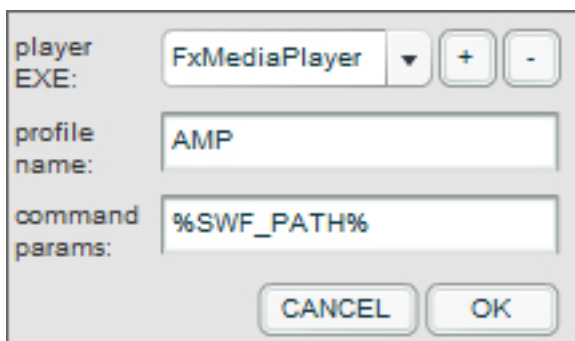 player EXE: FxMediaPlayer + -
profile name: AMP
command params: %SWF_PATH%
CANCEL OK